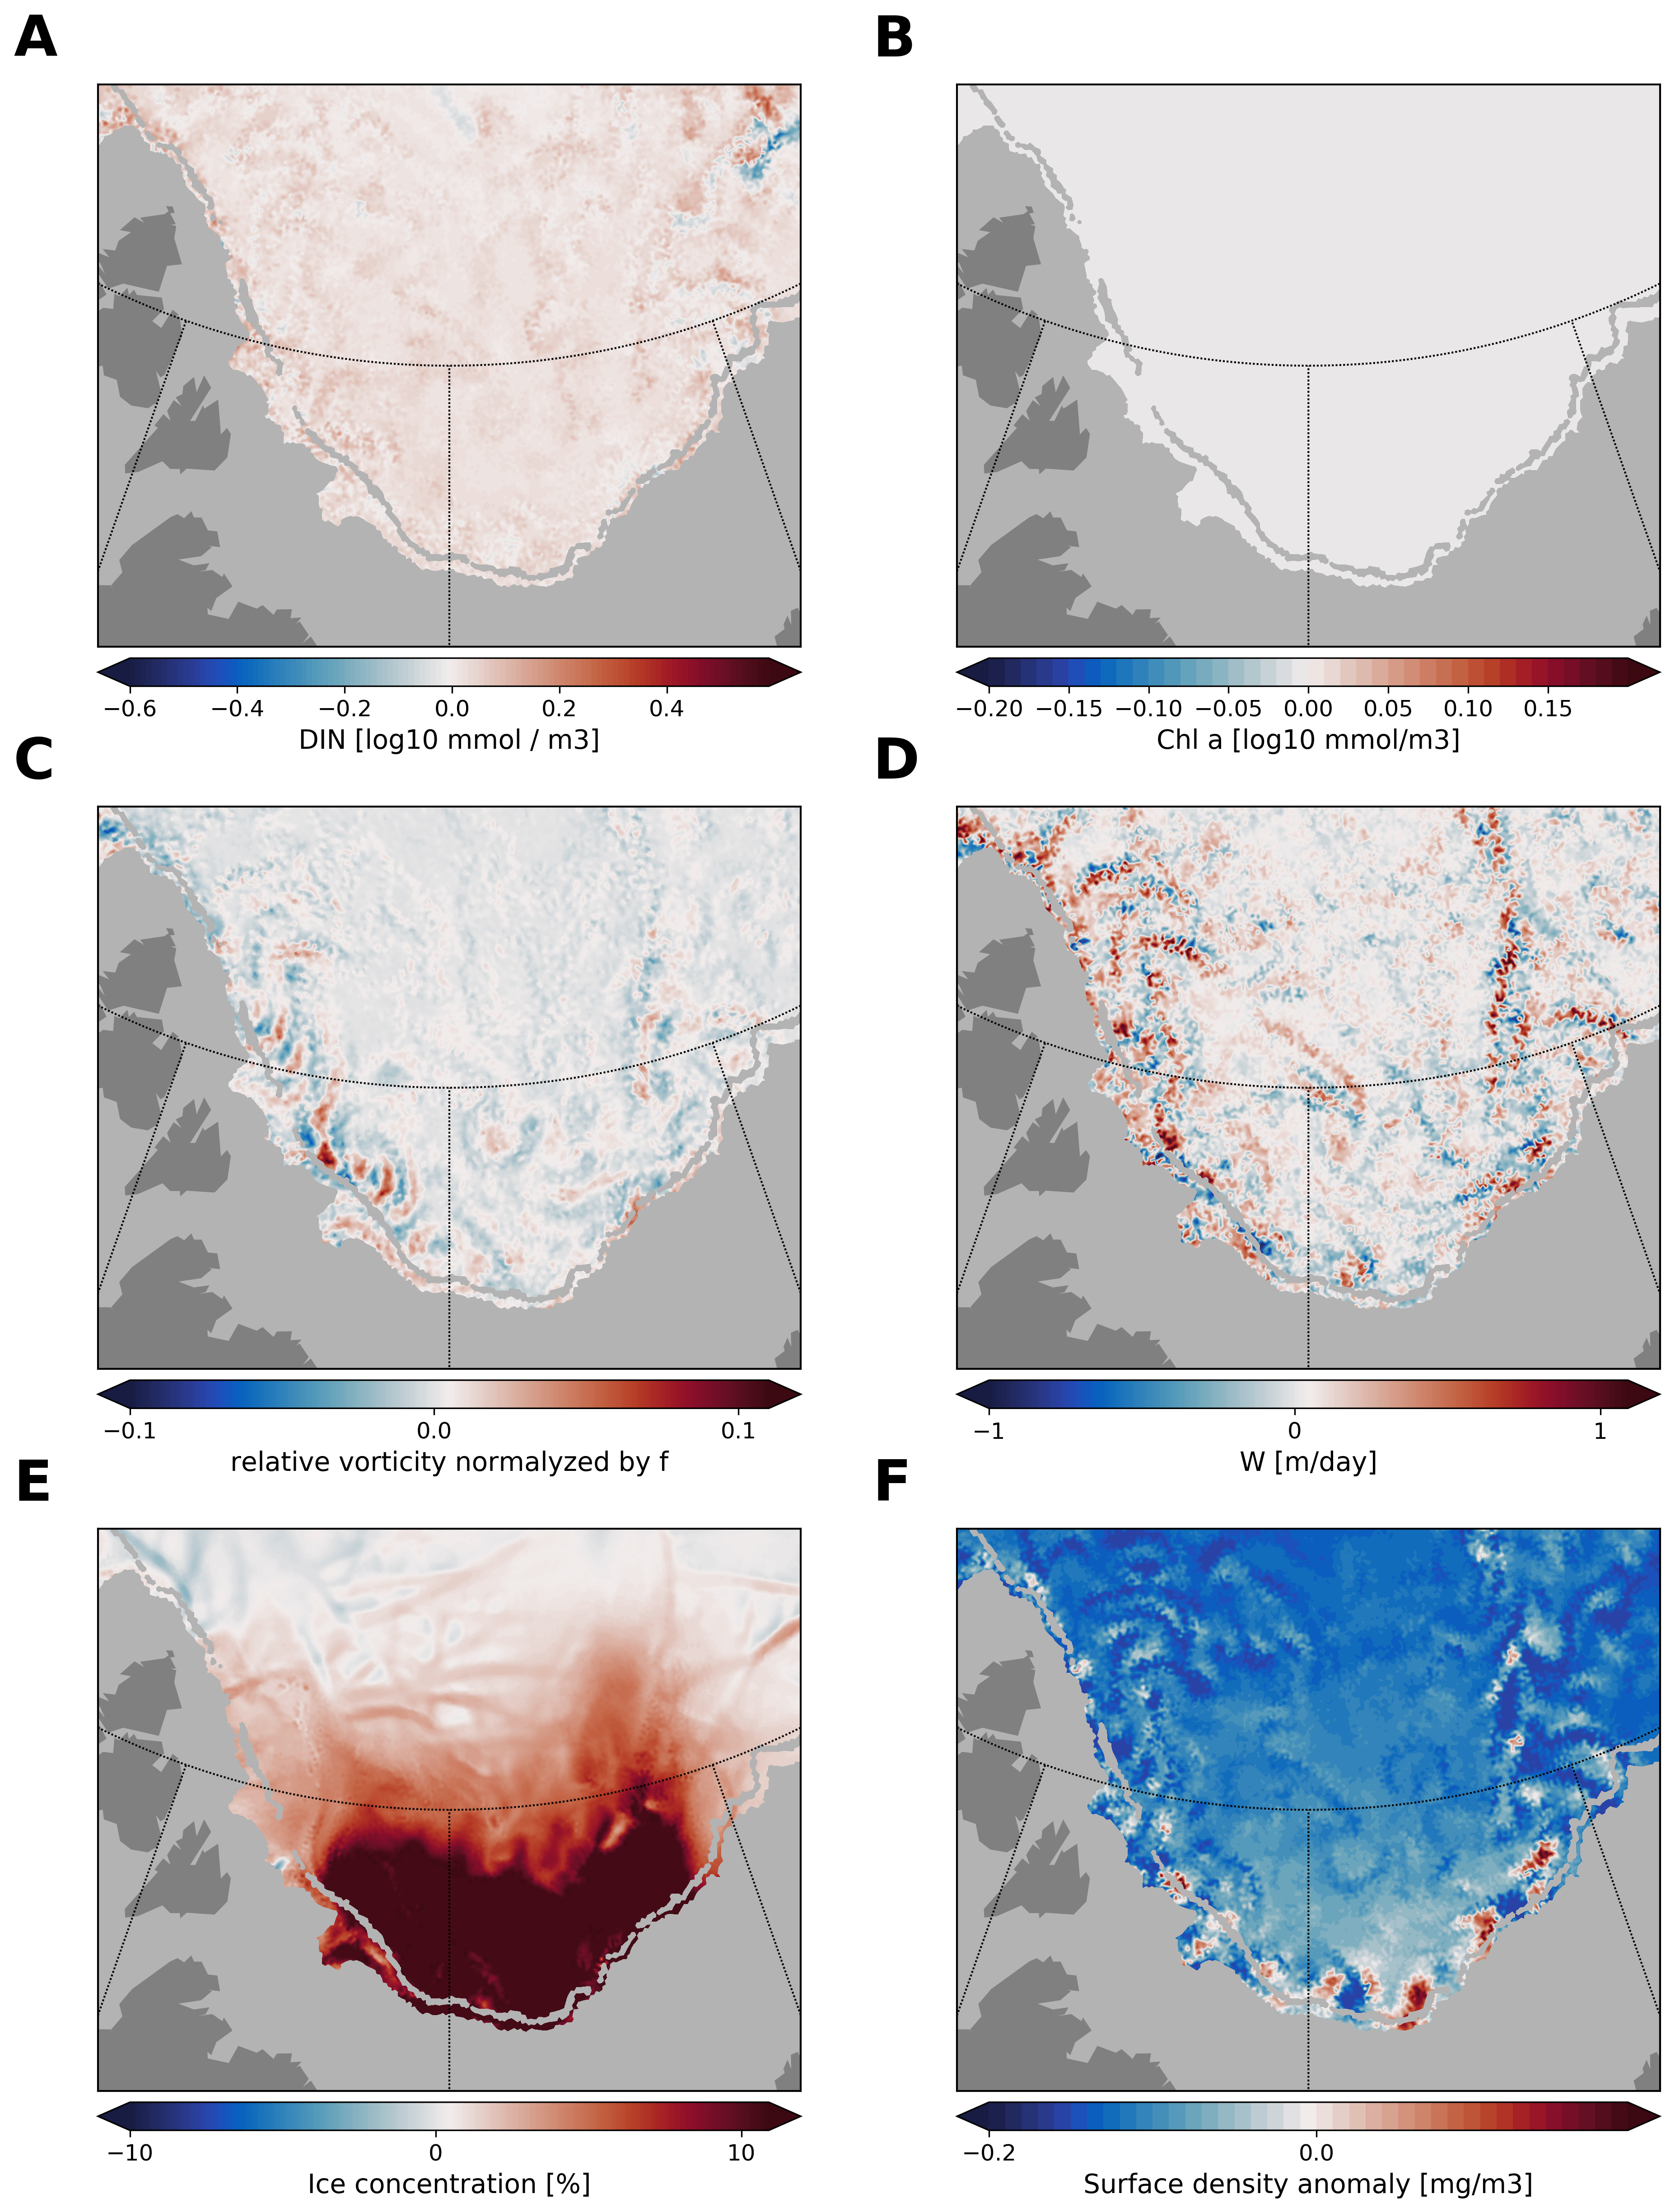 A
B
−0.6 −0.4 −0.2 0.0 0.2 0.4
DIN [log10 mmol / m3]
−0.20 −0.15 −0.10 −0.05 0.00 0.05 0.10 0.15
Chl a [log10 mmol/m3]
C
D
−0.1 0.0 0.1
relative vorticity normalyzed by f
−1 0 1
W [m/day]
E
F
−10 0 10
Ice concentration [%]
−0.2 0.0
Surface density anomaly [mg/m3]